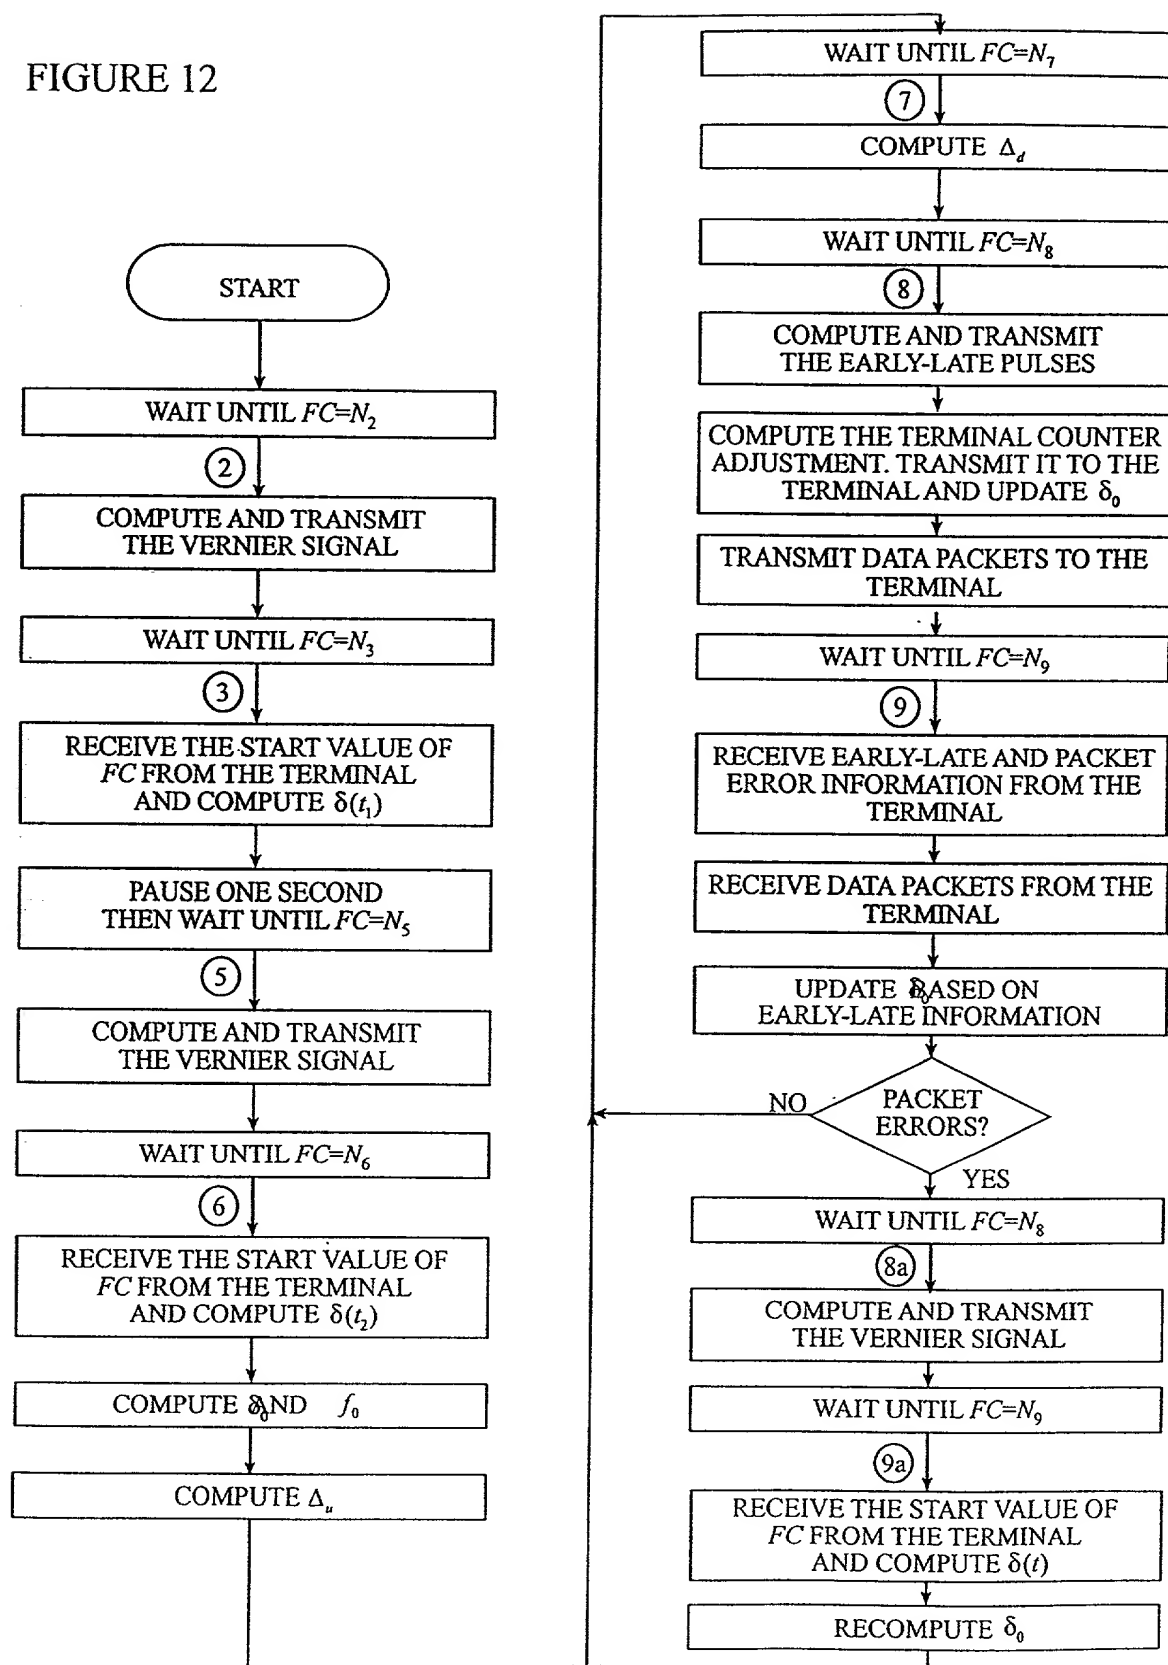 FIGURE 12
START
WAIT UNTIL FC=N₂
②
COMPUTE AND TRANSMIT
THE VERNIER SIGNAL
WAIT UNTIL FC=N₃
③
RECEIVE THE START VALUE OF
FC FROM THE TERMINAL
AND COMPUTE δ(t₁)
PAUSE ONE SECOND
THEN WAIT UNTIL FC=N₅
⑤
COMPUTE AND TRANSMIT
THE VERNIER SIGNAL
WAIT UNTIL FC=N₆
⑥
RECEIVE THE START VALUE OF
FC FROM THE TERMINAL
AND COMPUTE δ(t₂)
COMPUTE δ₀ AND f₀
COMPUTE Δᵤ
WAIT UNTIL FC=N₇
⑦
COMPUTE Δ_d
WAIT UNTIL FC=N₈
⑧
COMPUTE AND TRANSMIT
THE EARLY-LATE PULSES
COMPUTE THE TERMINAL COUNTER
ADJUSTMENT. TRANSMIT IT TO THE
TERMINAL AND UPDATE δ₀
TRANSMIT DATA PACKETS TO THE
TERMINAL
WAIT UNTIL FC=N₉
⑨
RECEIVE EARLY-LATE AND PACKET
ERROR INFORMATION FROM THE
TERMINAL
RECEIVE DATA PACKETS FROM THE
TERMINAL
UPDATE δ₀ BASED ON
EARLY-LATE INFORMATION
PACKET
ERRORS?
NO
YES
WAIT UNTIL FC=N₈
8a
COMPUTE AND TRANSMIT
THE VERNIER SIGNAL
WAIT UNTIL FC=N₉
9a
RECEIVE THE START VALUE OF
FC FROM THE TERMINAL
AND COMPUTE δ(t)
RECOMPUTE δ₀